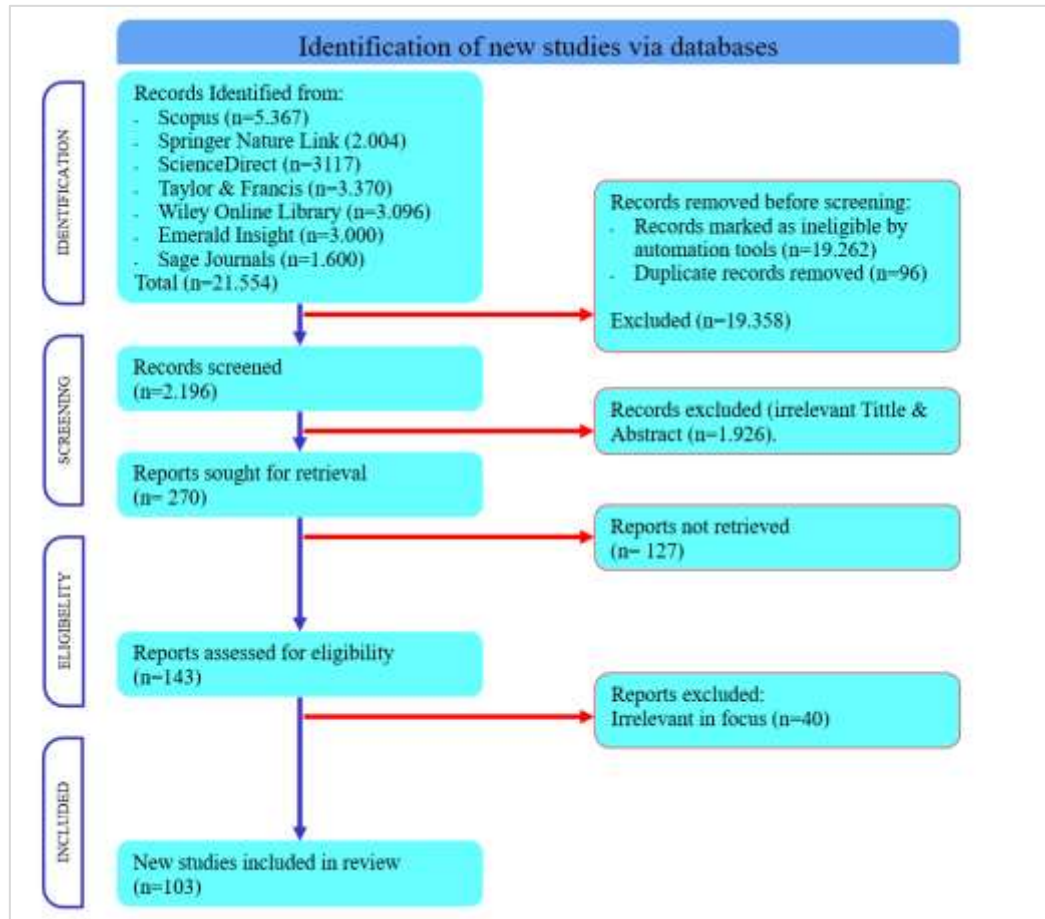 Identification of new studies via databases
IDENTIFICATION
Records Identified from:
- Scopus (n=5.367)
- Springer Nature Link (2.004)
- ScienceDirect (n=3117)
- Taylor & Francis (n=3.370)
- Wiley Online Library (n=3.096)
- Emerald Insight (n=3.000)
- Sage Journals (n=1.600)
Total (n=21.554)
Records removed before screening:
- Records marked as ineligible by
automation tools (n=19.262)
- Duplicate records removed (n=96)
Excluded (n=19.358)
SCREENING
Records screened
(n=2.196)
Records excluded (irrelevant Tittle &
Abstract (n=1.926).
Reports sought for retrieval
(n= 270)
Reports not retrieved
(n= 127)
ELIGIBELITY
Reports assessed for eligibility
(n=143)
Reports excluded:
Irrelevant in focus (n=40)
INCLUDED
New studies included in review
(n=103)